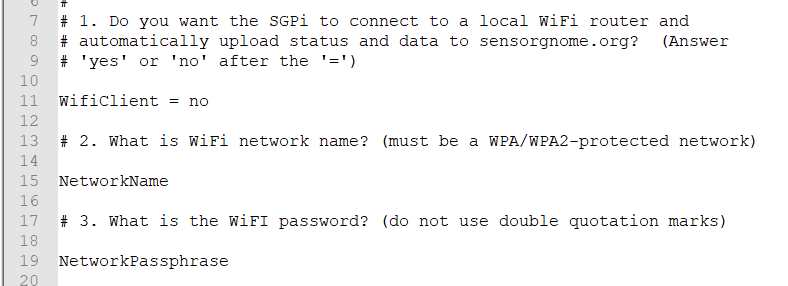 6 #
7 # 1. Do you want the SGPi to connect to a local WiFi router and
8 # automatically upload status and data to sensorgnome.org?  (Answer
9 # 'yes' or 'no' after the '=')
10
11 WifiClient = no
12
13 # 2. What is WiFi network name? (must be a WPA/WPA2-protected network)
14
15 NetworkName
16
17 # 3. What is the WiFI password? (do not use double quotation marks)
18
19 NetworkPassphrase
20